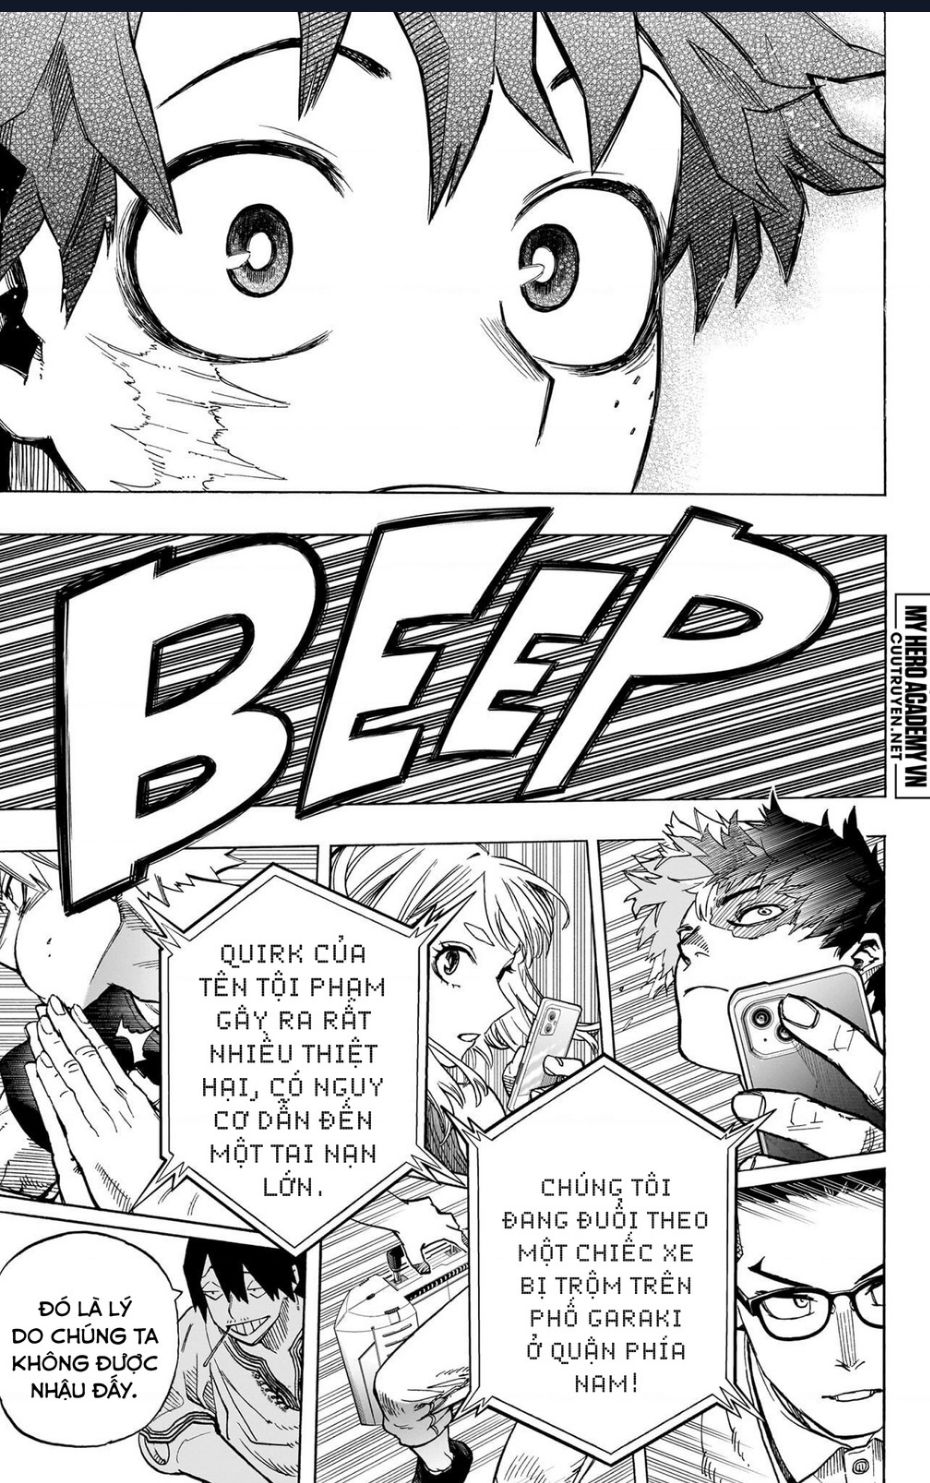 BEEP
MY HERO ACADEMY VN
CUUTRUYEN.NET
CHÚNG TÔI
ĐANG ĐUỔI THEO
MỘT CHIẾC XE
BỊ TRỘM TRÊN
PHỐ GARAKI
Ở QUẬN PHÍA
NAM!
QUIRK CỦA
TÊN TỘI PHẠM
GÂY RA RẤT
NHIỀU THIỆT
HẠI, CÓ NGUY
CƠ DẪN ĐẾN
MỘT TAI NẠN
LỚN.
ĐÓ LÀ LÝ
DO CHÚNG TA
KHÔNG ĐƯỢC
NHẬU ĐẤY.